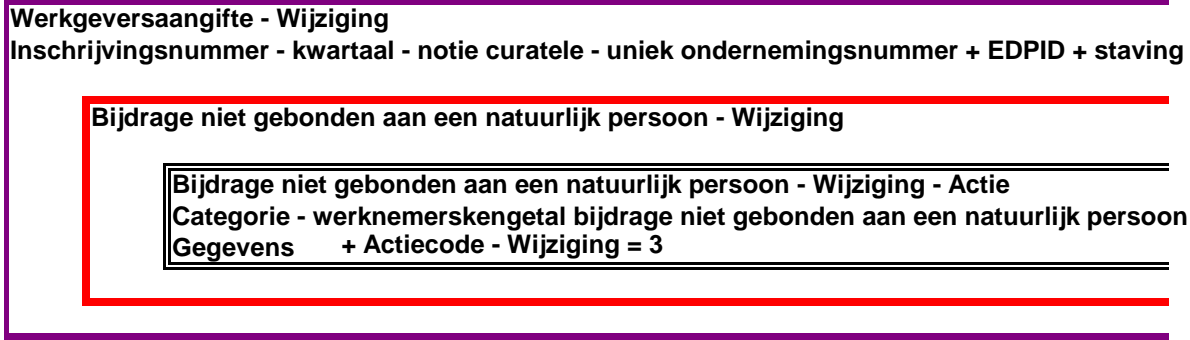 Werkgeversaangifte - Wijziging
Inschrijvingsnummer - kwartaal - notie curatele - uniek ondernemingsnummer + EDPID + staving
Bijdrage niet gebonden aan een natuurlijk persoon - Wijziging
Bijdrage niet gebonden aan een natuurlijk persoon - Wijziging - Actie
Categorie - werknemerskengetal bijdrage niet gebonden aan een natuurlijk persoon
Gegevens + Actiecode - Wijziging = 3